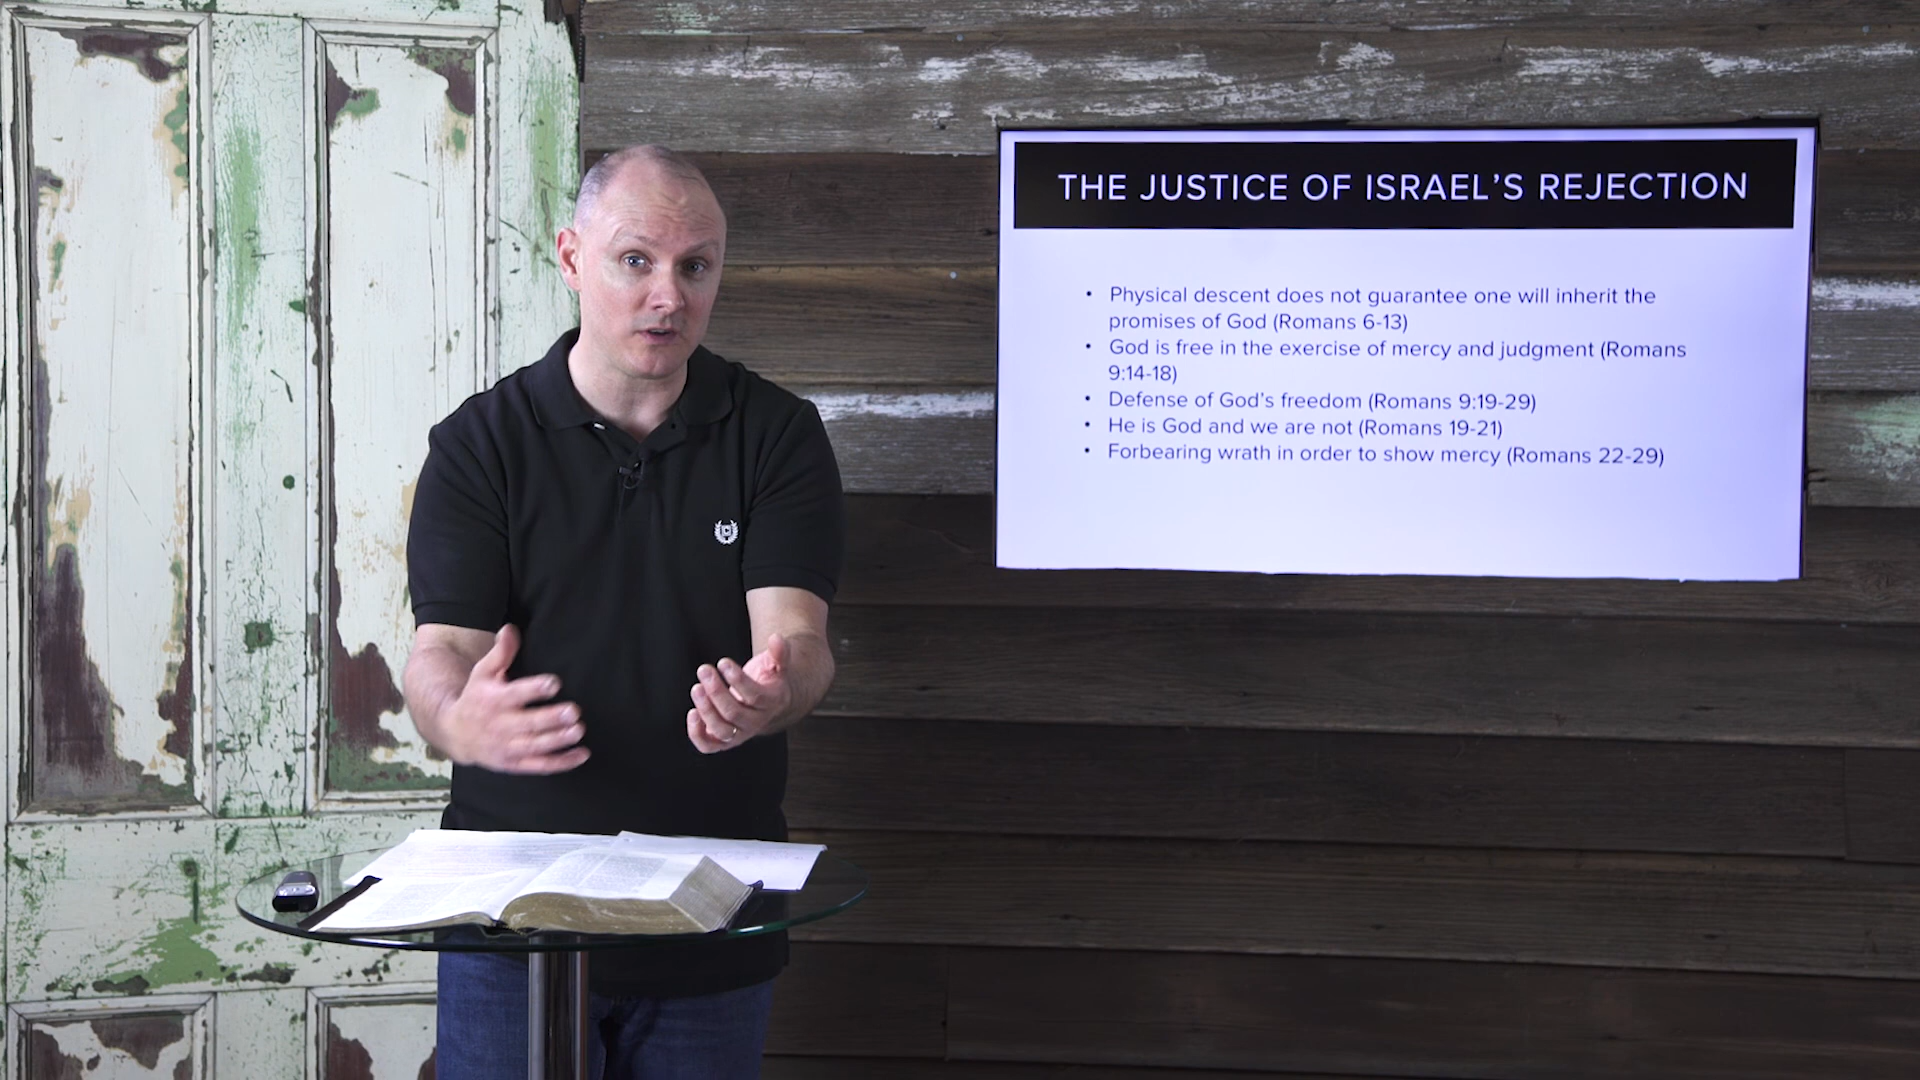 THE JUSTICE OF ISRAEL’S REJECTION
• Physical descent does not guarantee one will inherit the
promises of God (Romans 6-13)
• God is free in the exercise of mercy and judgment (Romans
9:14-18)
• Defense of God’s freedom (Romans 9:19-29)
• He is God and we are not (Romans 19-21)
• Forbearing wrath in order to show mercy (Romans 22-29)